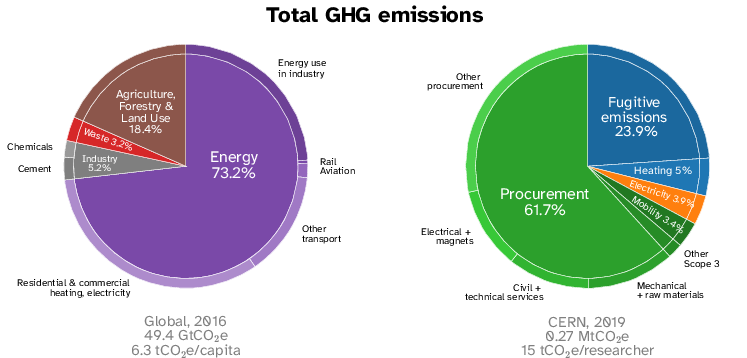 Total GHG emissions
Energy use
in industry
Agriculture,
Forestry &
Land Use
18.4%
Waste 3.2%
Chemicals
Industry
5.2%
Cement
Energy
73.2%
Rail
Aviation
Other
transport
Residential & commercial
heating, electricity
Global, 2016
49.4 GtCO₂e
6.3 tCO₂e/capita
Other
procurement
Fugitive
emissions
23.9%
Heating 5%
Electricity 3.9%
Mobility 3.4%
Procurement
61.7%
Other
Scope 3
Electrical +
magnets
Civil +
technical services
Mechanical
+ raw materials
CERN, 2019
0.27 MtCO₂e
15 tCO₂e/researcher